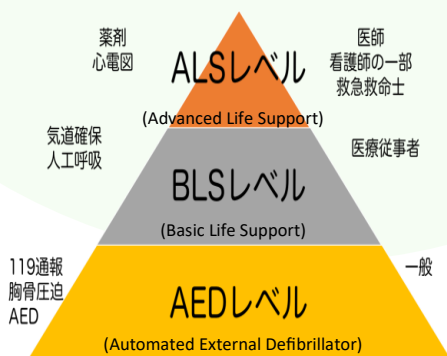 薬剤
心電図
ALSレベル
(Advanced Life Support)
医師
看護師の一部
救急救命士
気道確保
人工呼吸
BLSレベル
(Basic Life Support)
医療従事者
119通報
胸骨圧迫
AED
AEDレベル
(Automated External Defibrillator)
一般